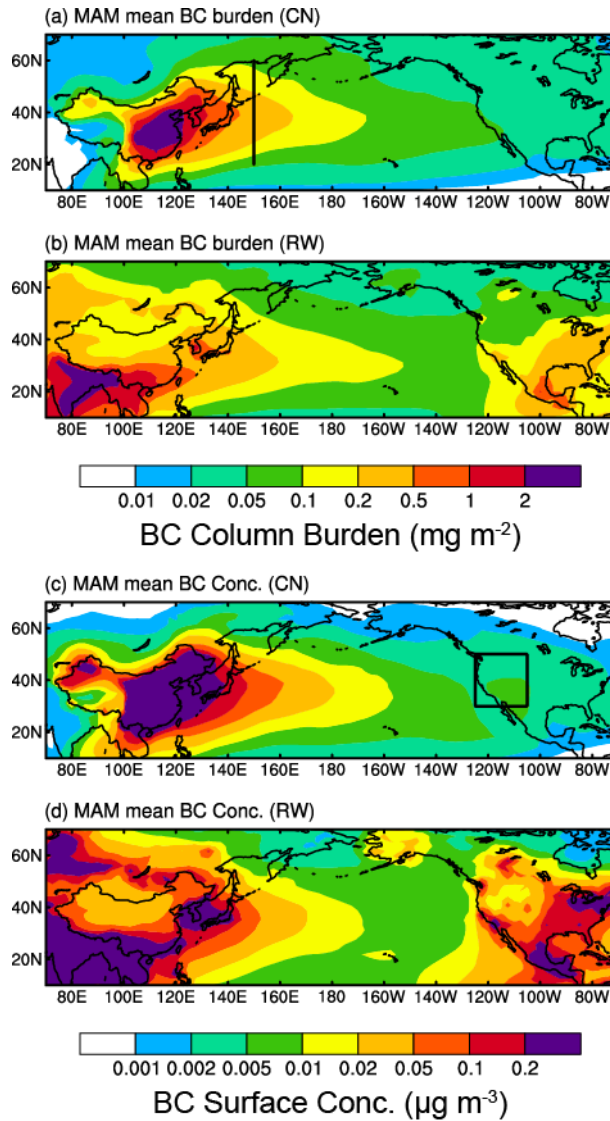 (a) MAM mean BC burden (CN)
60N
40N
20N
80E 100E 120E 140E 160E 180 160W 140W 120W 100W 80W
(b) MAM mean BC burden (RW)
60N
40N
20N
80E 100E 120E 140E 160E 180 160W 140W 120W 100W 80W
0.01 0.02 0.05 0.1 0.2 0.5 1 2
BC Column Burden (mg m-2)
(c) MAM mean BC Conc. (CN)
60N
40N
20N
80E 100E 120E 140E 160E 180 160W 140W 120W 100W 80W
(d) MAM mean BC Conc. (RW)
60N
40N
20N
80E 100E 120E 140E 160E 180 160W 140W 120W 100W 80W
0.001 0.002 0.005 0.01 0.02 0.05 0.1 0.2
BC Surface Conc. (µg m-3)